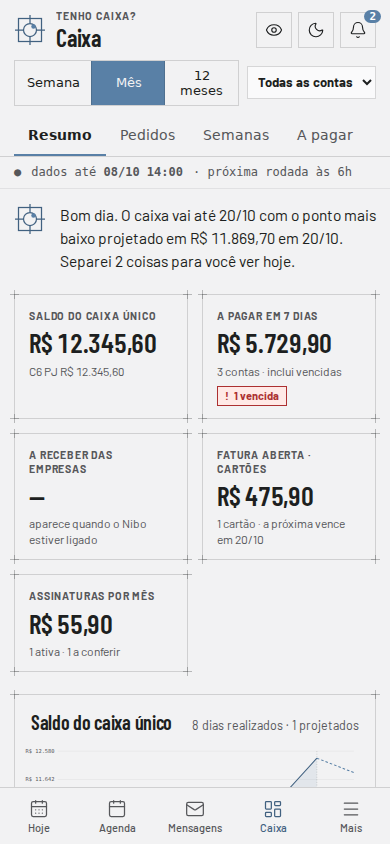 TENHO CAIXA?
Caixa
2
Semana
Mês
12
meses
Todas as contas
Resumo
Pedidos
Semanas
A pagar
dados até 08/10 14:00 · próxima rodada às 6h
Bom dia. O caixa vai até 20/10 com o ponto mais
baixo projetado em R$ 11.869,70 em 20/10.
Separei 2 coisas para você ver hoje.
SALDO DO CAIXA ÚNICO
R$ 12.345,60
C6 PJ R$ 12.345,60
A PAGAR EM 7 DIAS
R$ 5.729,90
3 contas · inclui vencidas
! 1 vencida
A RECEBER DAS
EMPRESAS
—
aparece quando o Nibo
estiver ligado
FATURA ABERTA ·
CARTÕES
R$ 475,90
1 cartão · a próxima vence
em 20/10
ASSINATURAS POR MÊS
R$ 55,90
1 ativa · 1 a conferir
Saldo do caixa único
8 dias realizados · 1 projetados
R$ 12.580
R$ 11.642
Hoje
Agenda
Mensagens
Caixa
Mais